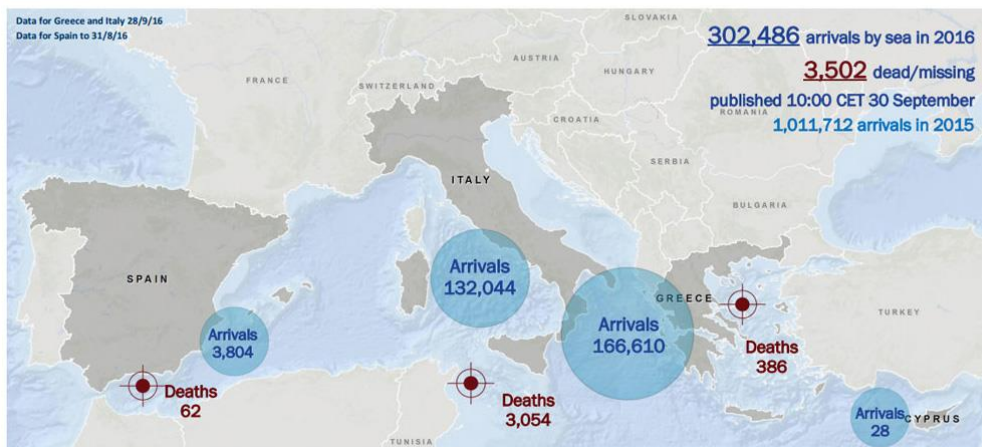 Data for Greece and Italy 28/9/16
Data for Spain to 31/8/16
302,486 arrivals by sea in 2016
3,502 dead/missing
published 10:00 CET 30 September
1,011,712 arrivals in 2015
SLOVAKIA
AUSTRIA
FRANCE
SWITZERLAND
HUNGARY
ROMANIA
CROATIA
SERBIA
ITALY
BULGARIA
SPAIN
Arrivals
132,044
GREECE
TURKEY
Arrivals
3,804
Arrivals
166,610
Deaths
386
Deaths
62
Deaths
3,054
Arrivals
28
CYPRUS
TUNISIA